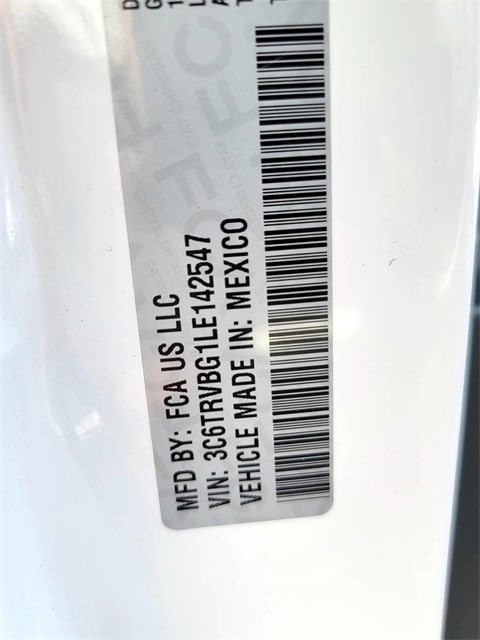 MFD BY: FCA US LLC
VIN: 3C6TRVBG1LE142547
VEHICLE MADE IN: MEXICO